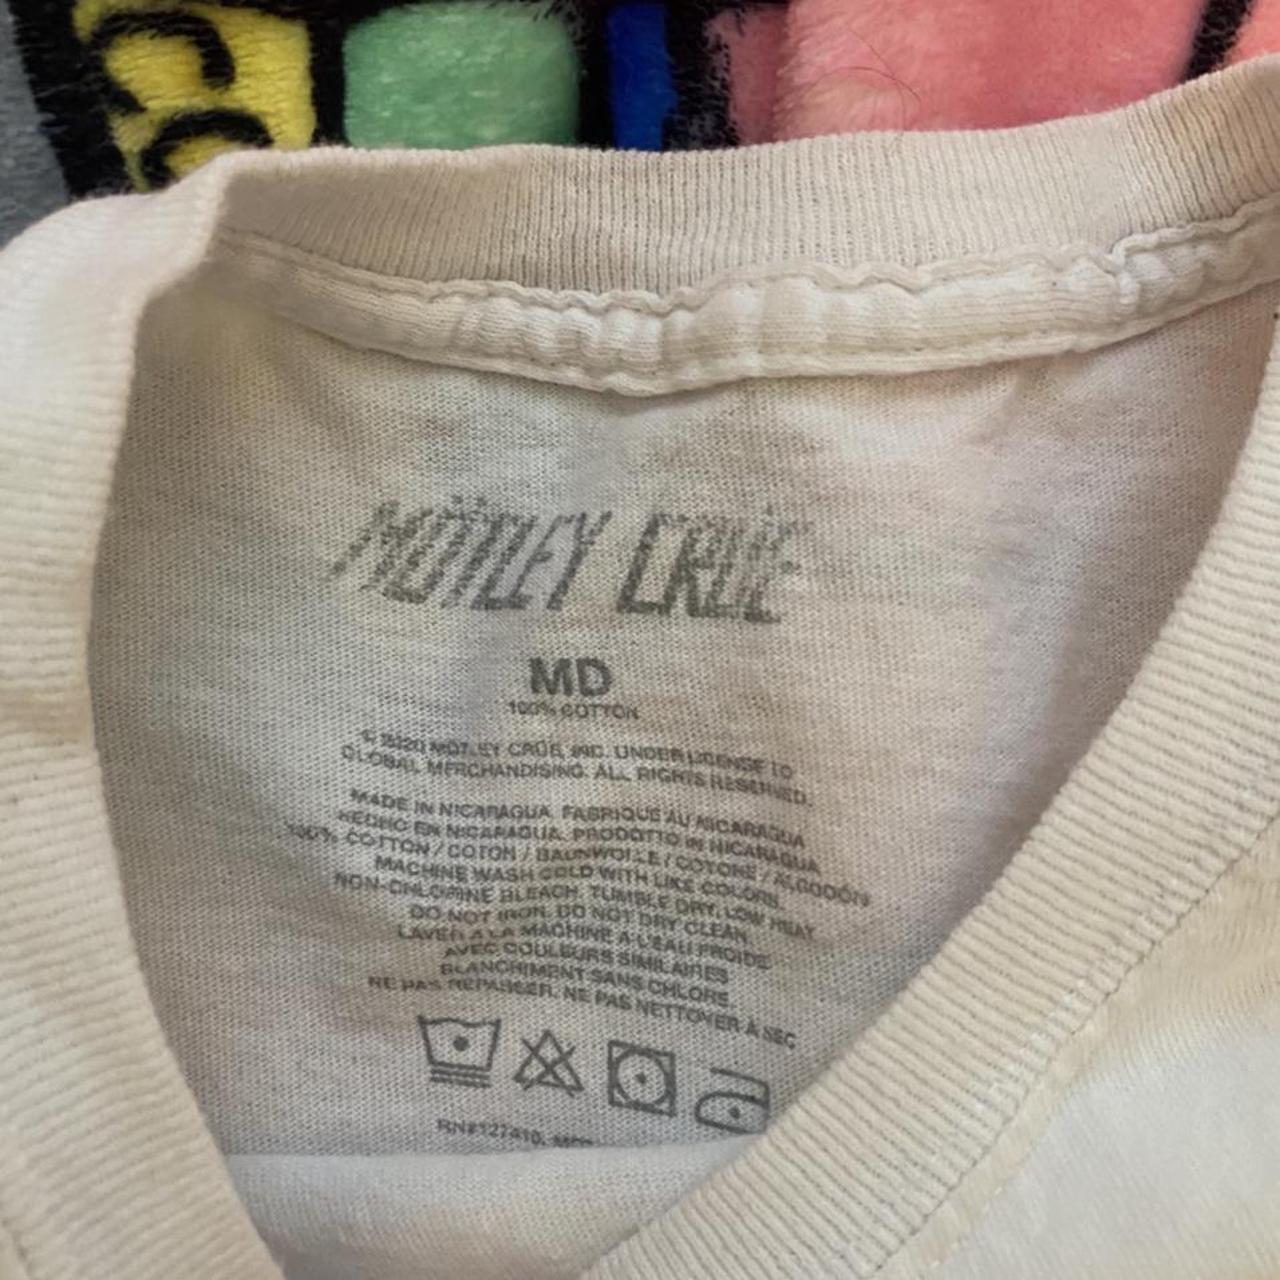 MÖTLEY CRÜE
MD
100% COTTON
© 2020 MÖTLEY CRÜE, INC. UNDER LICENSE TO
GLOBAL MERCHANDISING. ALL RIGHTS RESERVED.
MADE IN NICARAGUA. FABRIQUE AU NICARAGUA
HECHO EN NICARAGUA. PRODOTTO IN NICARAGUA
100% COTTON / COTON / BAUMWOLLE / COTONE / ALGODÓN
MACHINE WASH COLD WITH LIKE COLORS.
NON-CHLORINE BLEACH. TUMBLE DRY, LOW HEAT
DO NOT IRON. DO NOT DRY CLEAN.
LAVER A LA MACHINE A L'EAU FROIDE
AVEC COULEURS SIMILAIRES
BLANCHIMENT SANS CHLORE.
NE PAS REPASSER. NE PAS NETTOYER À SEC
RN#127410,